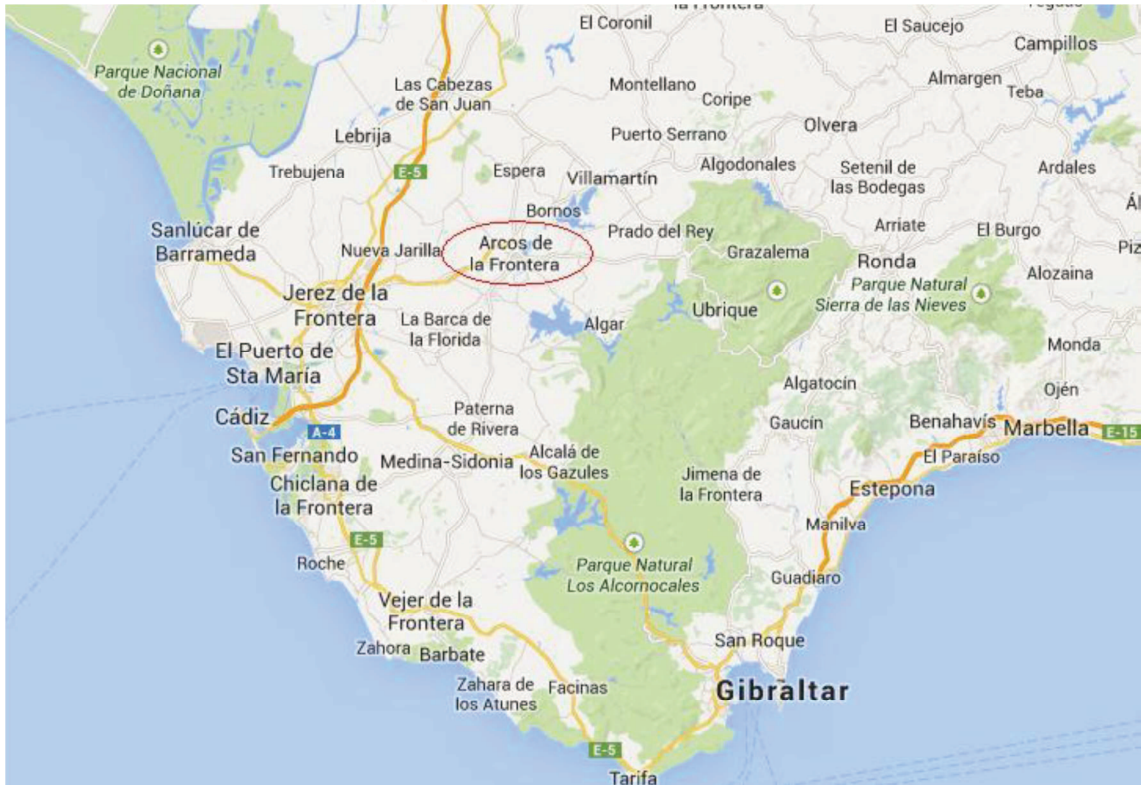 la Frontera
El Coronil
El Saucejo
Campillos
Parque Nacional
de Doñana
Las Cabezas
de San Juan
Montellano
Coripe
Almargen
Teba
Lebrija
Puerto Serrano
Olvera
Trebujena
E-5
Espera
Villamartín
Algodonales
Setenil de
las Bodegas
Ardales
Bornos
Sanlúcar de
Barrameda
Nueva Jarilla
Arcos de
la Frontera
Prado del Rey
Grazalema
Arriate
El Burgo
Ronda
Alozaina
Jerez de la
Frontera
La Barca de
la Florida
Algar
Ubrique
Parque Natural
Sierra de las Nieves
El Puerto de
Sta María
Monda
Algatocín
Ojén
Cádiz
A-4
Paterna
de Rivera
Gaucín
Benahavís
Marbella
E-15
San Fernando
Medina-Sidonia
Alcalá de
los Gazules
Jimena de
la Frontera
El Paraíso
Chiclana de
la Frontera
Estepona
Manilva
E-5
Roche
Parque Natural
Los Alcornocales
Guadiaro
Vejer de la
Frontera
San Roque
Zahora
Barbate
Zahara de
los Atunes
Facinas
Gibraltar
E-5
Tarifa